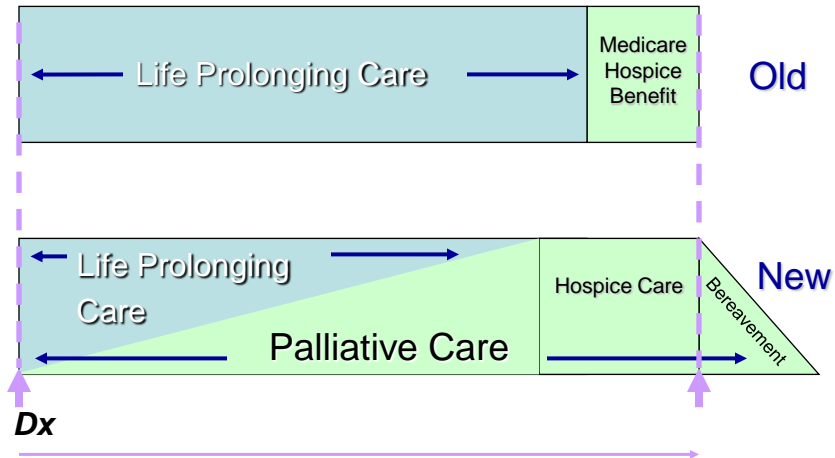 Life Prolonging Care
Medicare
Hospice
Benefit
Old
Life Prolonging
Care
Hospice Care
New
Bereavement
Palliative Care
Dx